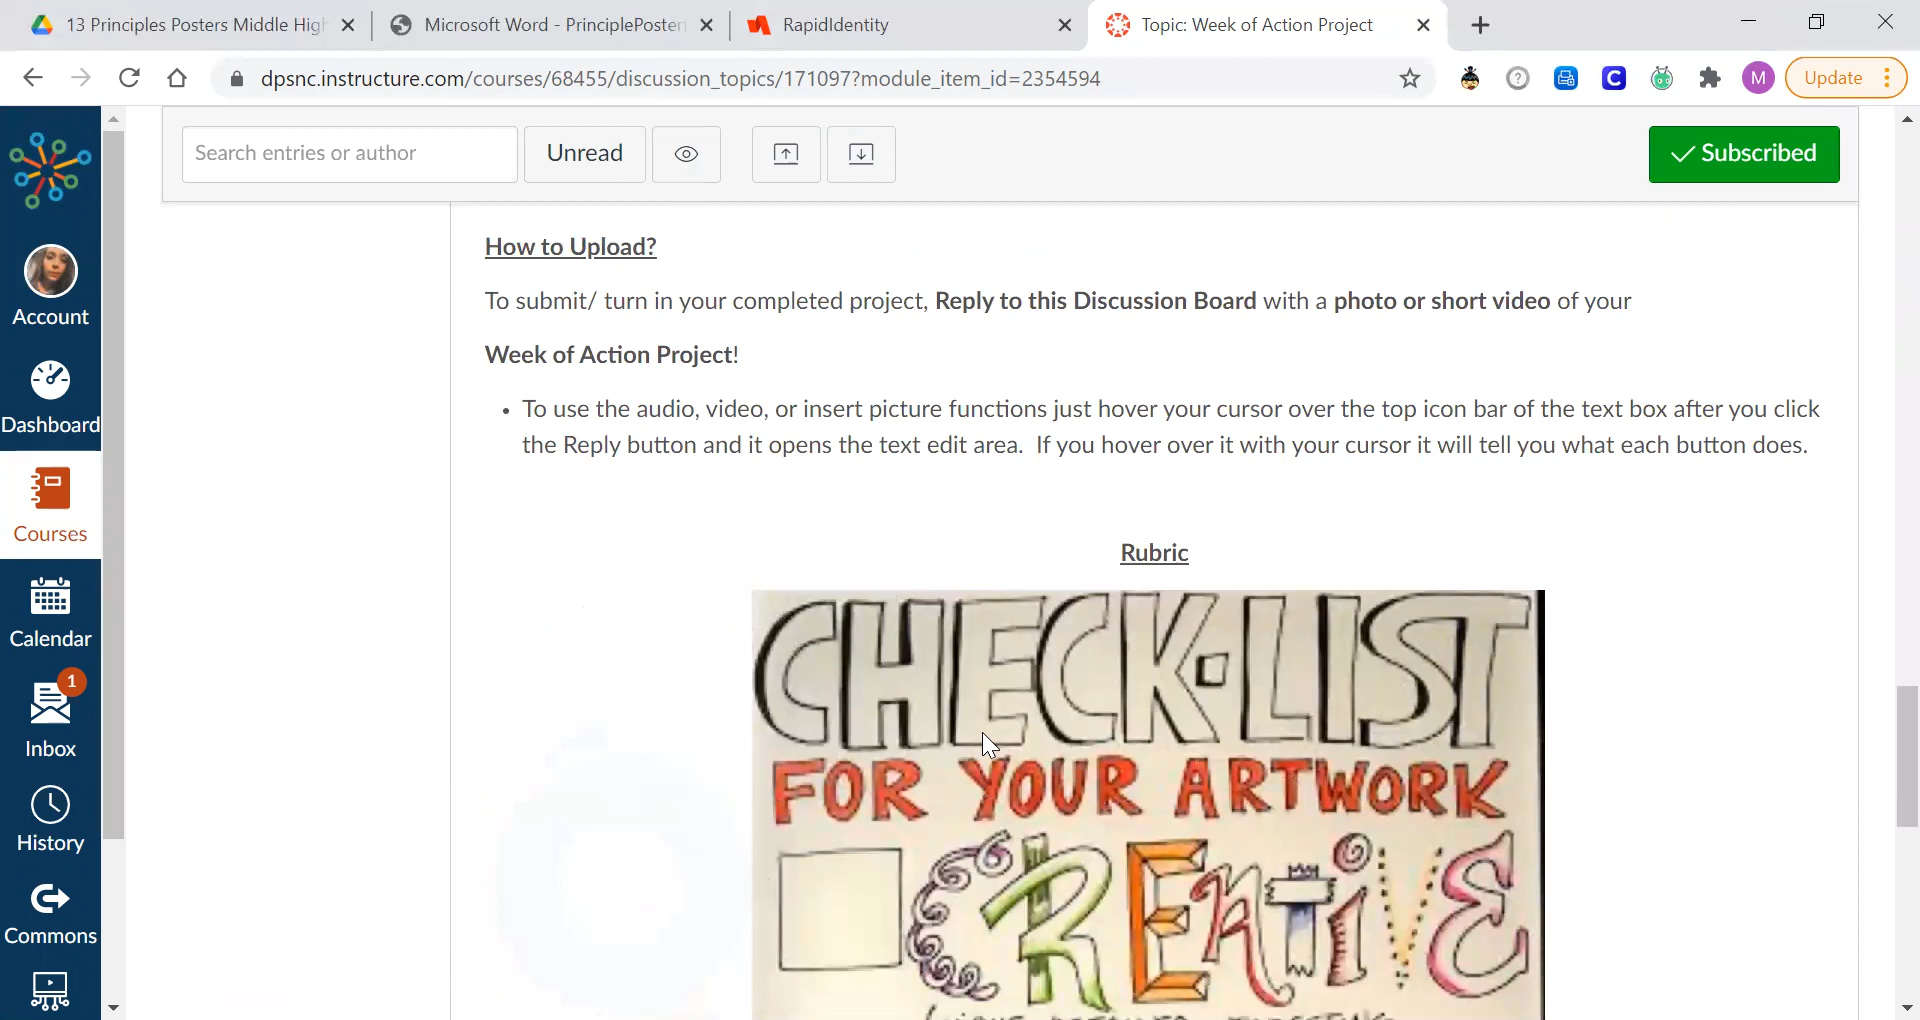 13 Principles Posters Middle High
Microsoft Word - PrinciplePoster
RapidIdentity
Topic: Week of Action Project
dpsnc.instructure.com/courses/68455/discussion_topics/171097?module_item_id=2354594
M
Update
Search entries or author
Unread
Subscribed
Account
Dashboard
Courses
Calendar
1
Inbox
History
Commons
How to Upload?
To submit/ turn in your completed project, Reply to this Discussion Board with a photo or short video of your
Week of Action Project!
• To use the audio, video, or insert picture functions just hover your cursor over the top icon bar of the text box after you click
the Reply button and it opens the text edit area. If you hover over it with your cursor it will tell you what each button does.
Rubric
CHECK·LIST
FOR YOUR ARTWORK
CREATIVE